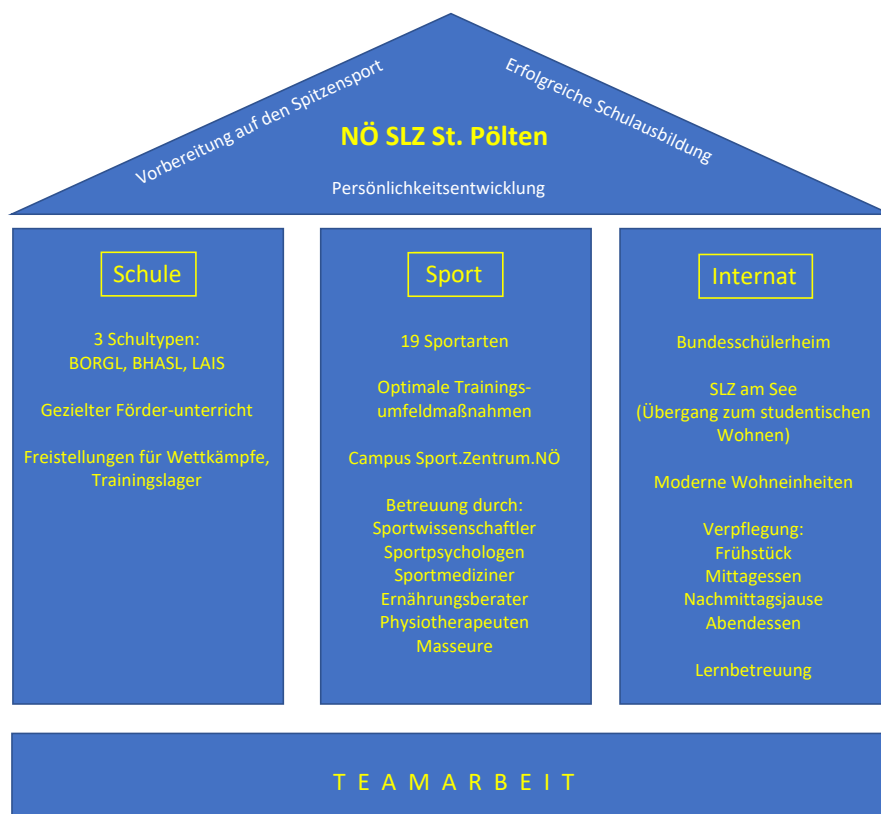 Vorbereitung auf den Spitzensport
Erfolgreiche Schulausbildung
NÖ SLZ St. Pölten
Persönlichkeitsentwicklung
Schule
3 Schultypen:
BORGL, BHASL, LAIS
Gezielter Förder-unterricht
Freistellungen für Wettkämpfe,
Trainingslager
Sport
19 Sportarten
Optimale Trainings-
umfeldmaßnahmen
Campus Sport.Zentrum.NÖ
Betreuung durch:
Sportwissenschaftler
Sportpsychologen
Sportmediziner
Ernährungsberater
Physiotherapeuten
Masseure
Internat
Bundesschülerheim
SLZ am See
(Übergang zum studentischen
Wohnen)
Moderne Wohneinheiten
Verpflegung:
Frühstück
Mittagessen
Nachmittagsjause
Abendessen
Lernbetreuung
T E A M A R B E I T